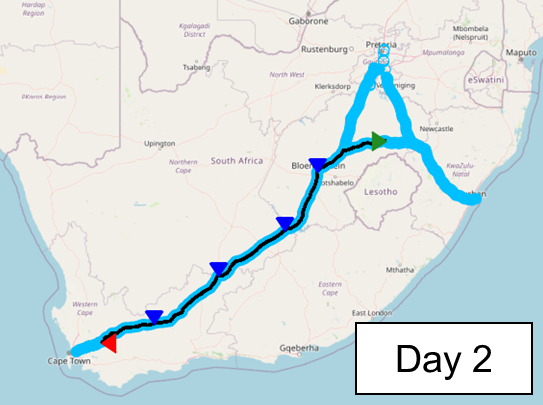 Hardap
Region
Gaborone
Kgalagadi
District
Rustenburg
Pretoria
Mbombela
(Nelspruit)
Mpumalanga
Maputo
Tsabong
North West
Klerksdorp
eSwatini
ǁKaras Region
Newcastle
Upington
Northern
Cape
South Africa
KwaZulu-
Natal
Lesotho
Mthatha
Eastern
Cape
Western
Cape
East London
Cape Town
Gqeberha
Day 2